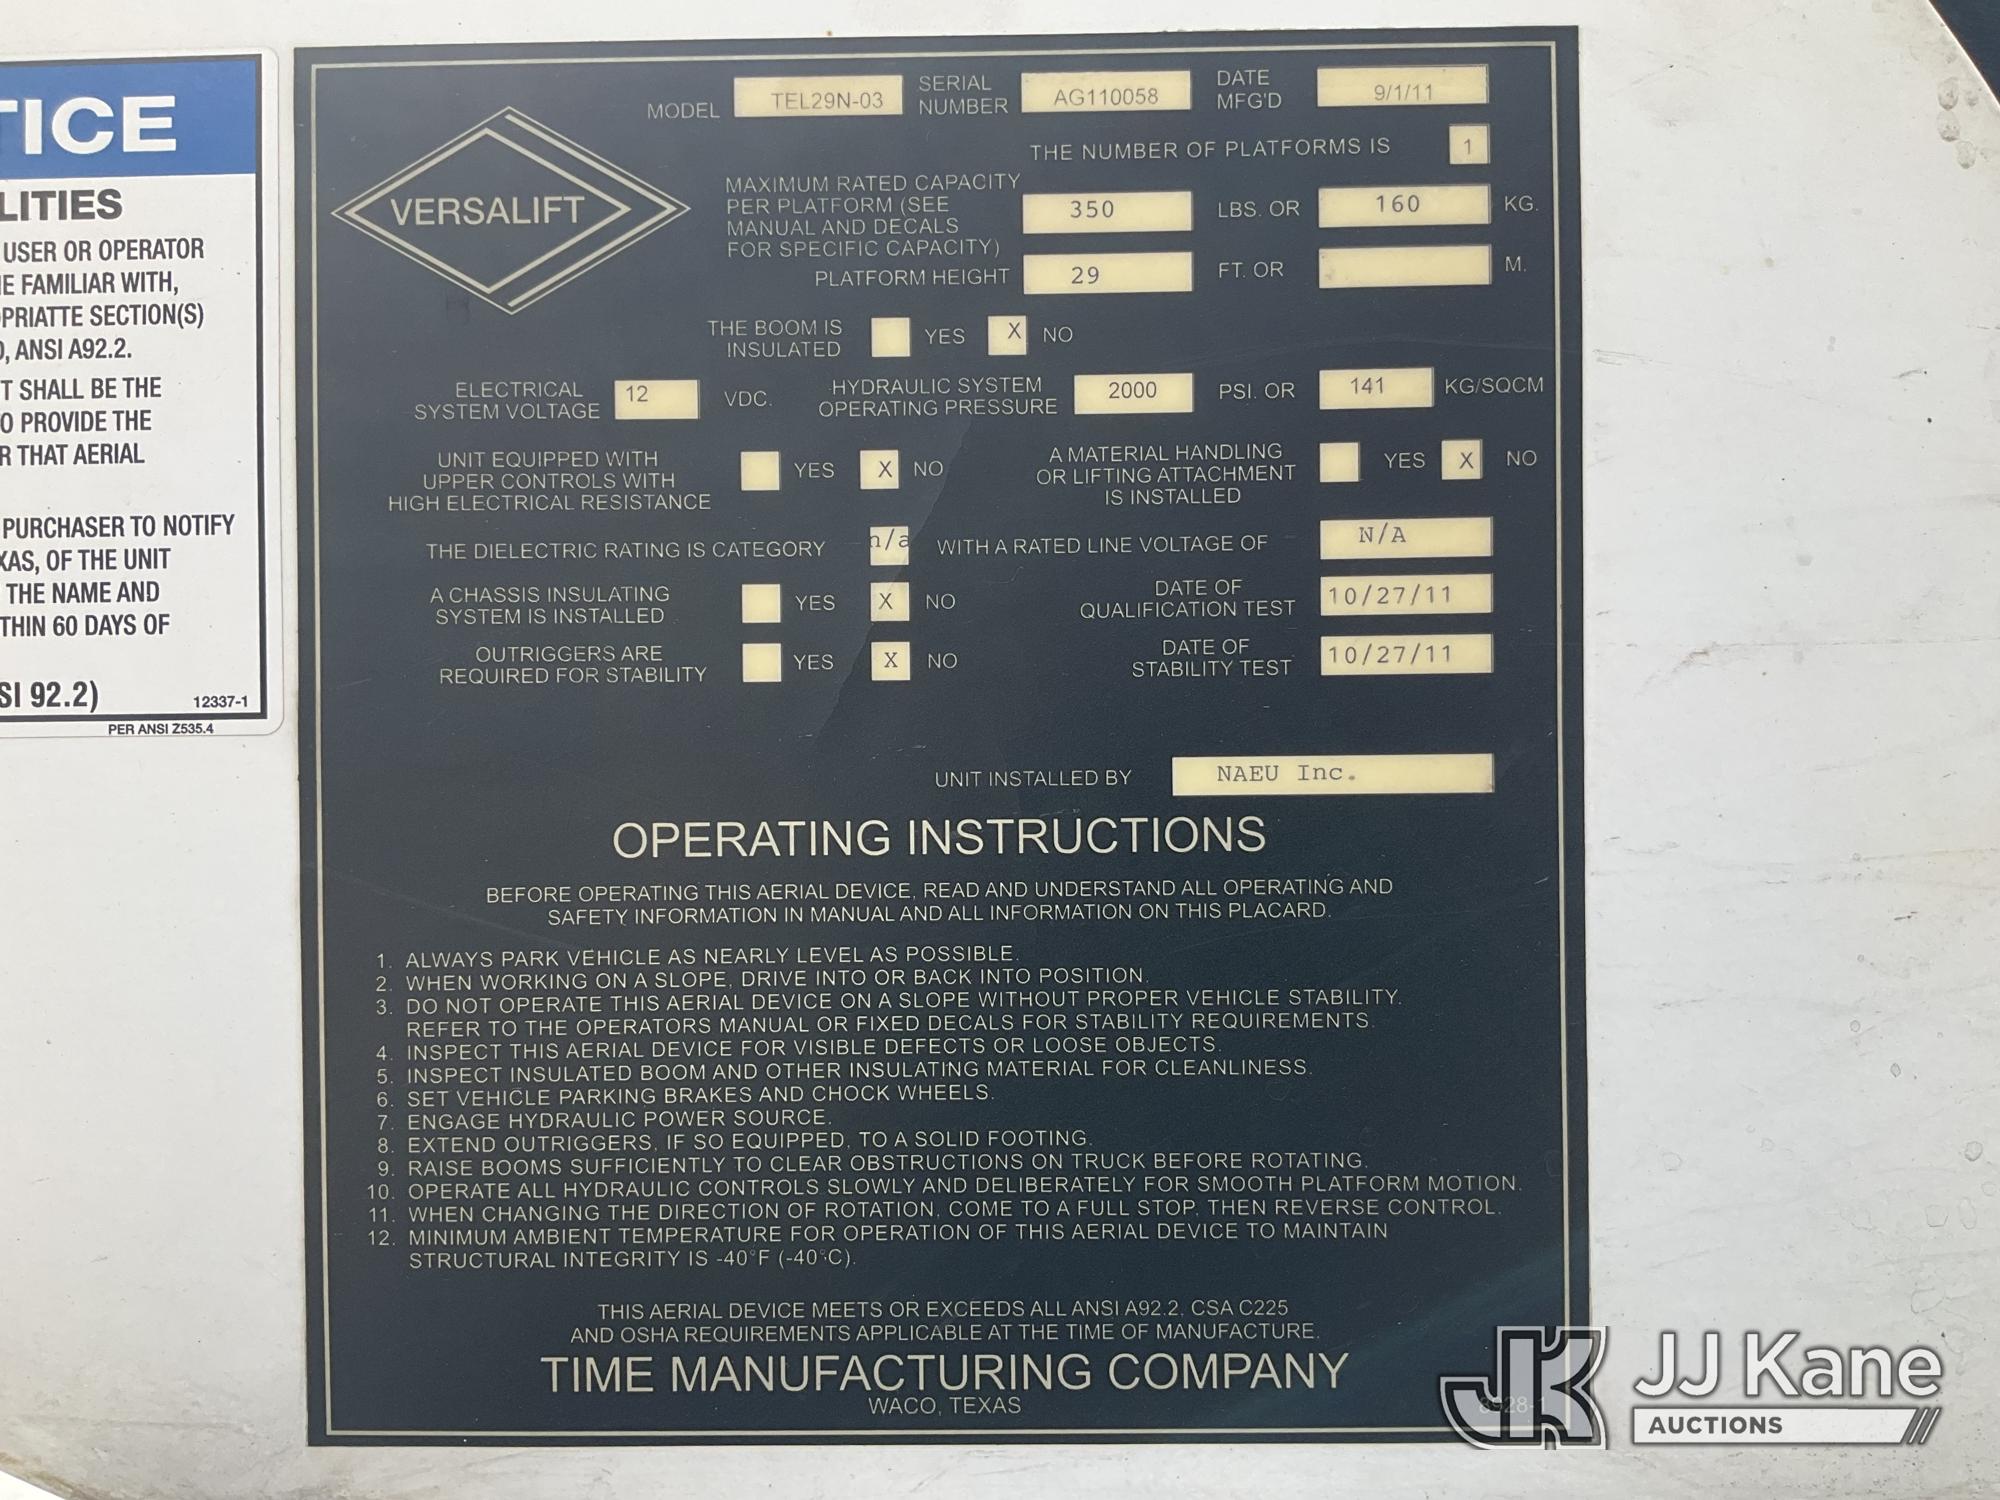 TICE
LITIES
USER OR OPERATOR
E FAMILIAR WITH,
OPRIATTE SECTION(S)
, ANSI A92.2.
T SHALL BE THE
O PROVIDE THE
R THAT AERIAL
PURCHASER TO NOTIFY
XAS, OF THE UNIT
THE NAME AND
THIN 60 DAYS OF
SI 92.2)
12337-1
PER ANSI Z535.4
VERSALIFT
MODEL TEL29N-03 SERIAL NUMBER AG110058 DATE MFG'D 9/1/11
THE NUMBER OF PLATFORMS IS 1
MAXIMUM RATED CAPACITY
PER PLATFORM (SEE
MANUAL AND DECALS
FOR SPECIFIC CAPACITY)
350 LBS. OR 160 KG.
PLATFORM HEIGHT 29 FT. OR M.
THE BOOM IS
INSULATED YES X NO
ELECTRICAL
SYSTEM VOLTAGE 12 VDC.
HYDRAULIC SYSTEM
OPERATING PRESSURE 2000 PSI. OR 141 KG/SQCM
UNIT EQUIPPED WITH
UPPER CONTROLS WITH
HIGH ELECTRICAL RESISTANCE
YES X NO
A MATERIAL HANDLING
OR LIFTING ATTACHMENT
IS INSTALLED
YES X NO
THE DIELECTRIC RATING IS CATEGORY n/a WITH A RATED LINE VOLTAGE OF N/A
A CHASSIS INSULATING
SYSTEM IS INSTALLED YES X NO
DATE OF
QUALIFICATION TEST 10/27/11
OUTRIGGERS ARE
REQUIRED FOR STABILITY YES X NO
DATE OF
STABILITY TEST 10/27/11
UNIT INSTALLED BY NAEU Inc.
OPERATING INSTRUCTIONS
BEFORE OPERATING THIS AERIAL DEVICE, READ AND UNDERSTAND ALL OPERATING AND
SAFETY INFORMATION IN MANUAL AND ALL INFORMATION ON THIS PLACARD.
1. ALWAYS PARK VEHICLE AS NEARLY LEVEL AS POSSIBLE.
2. WHEN WORKING ON A SLOPE, DRIVE INTO OR BACK INTO POSITION.
3. DO NOT OPERATE THIS AERIAL DEVICE ON A SLOPE WITHOUT PROPER VEHICLE STABILITY.
REFER TO THE OPERATORS MANUAL OR FIXED DECALS FOR STABILITY REQUIREMENTS.
4. INSPECT THIS AERIAL DEVICE FOR VISIBLE DEFECTS OR LOOSE OBJECTS.
5. INSPECT INSULATED BOOM AND OTHER INSULATING MATERIAL FOR CLEANLINESS.
6. SET VEHICLE PARKING BRAKES AND CHOCK WHEELS.
7. ENGAGE HYDRAULIC POWER SOURCE.
8. EXTEND OUTRIGGERS, IF SO EQUIPPED, TO A SOLID FOOTING.
9. RAISE BOOMS SUFFICIENTLY TO CLEAR OBSTRUCTIONS ON TRUCK BEFORE ROTATING.
10. OPERATE ALL HYDRAULIC CONTROLS SLOWLY AND DELIBERATELY FOR SMOOTH PLATFORM MOTION.
11. WHEN CHANGING THE DIRECTION OF ROTATION, COME TO A FULL STOP, THEN REVERSE CONTROL.
12. MINIMUM AMBIENT TEMPERATURE FOR OPERATION OF THIS AERIAL DEVICE TO MAINTAIN
STRUCTURAL INTEGRITY IS -40°F (-40°C).
THIS AERIAL DEVICE MEETS OR EXCEEDS ALL ANSI A92.2, CSA C225
AND OSHA REQUIREMENTS APPLICABLE AT THE TIME OF MANUFACTURE.
TIME MANUFACTURING COMPANY
WACO, TEXAS
8928-1
JK JJ Kane
AUCTIONS